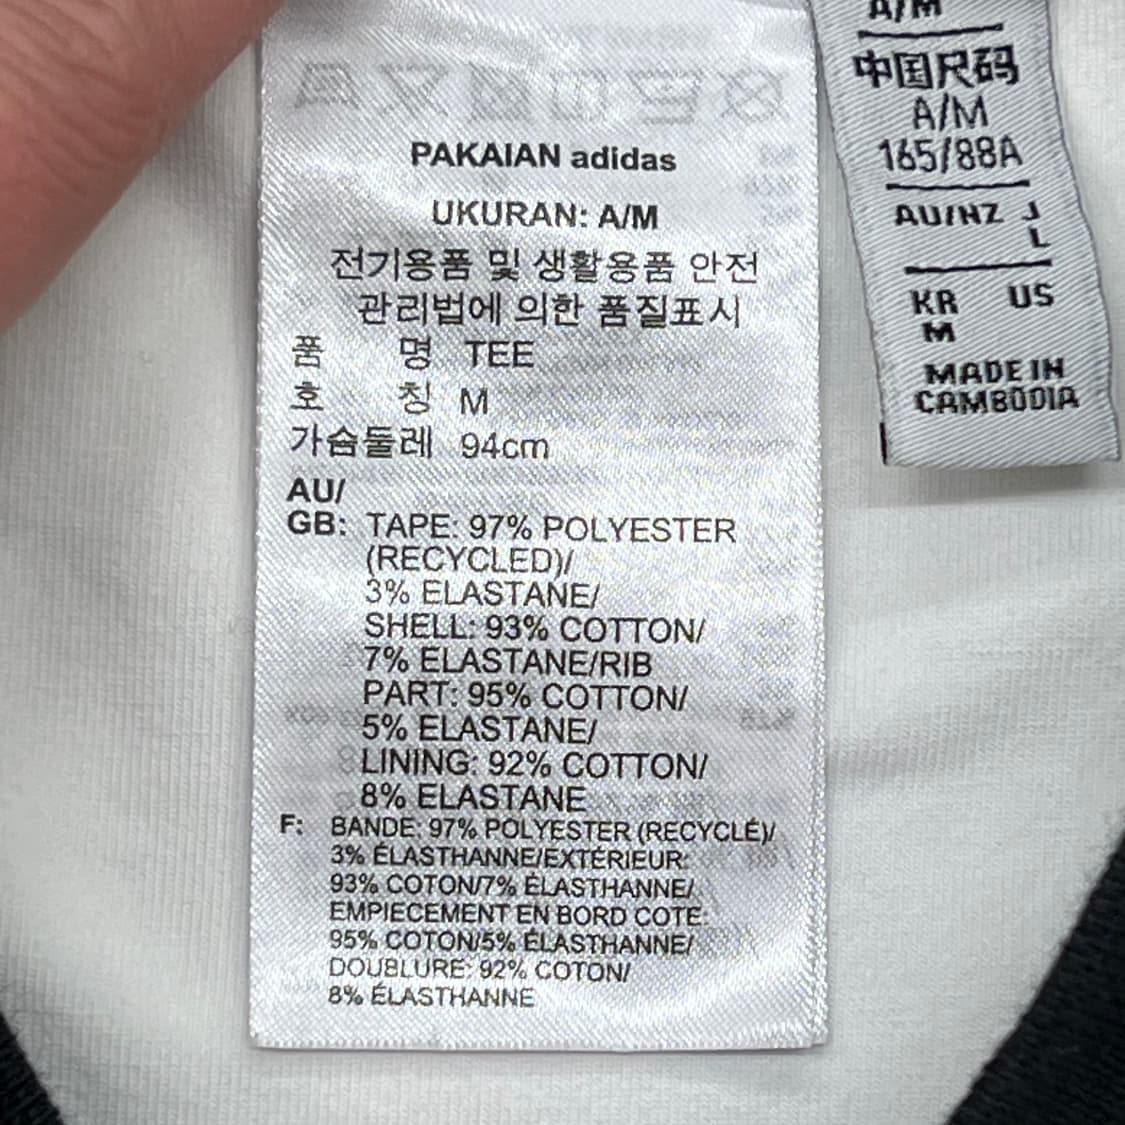 PAKAIAN adidas
UKURAN: A/M
전기용품 및 생활용품 안전
관리법에 의한 품질표시
품 명 TEE
호 칭 M
가슴둘레 94cm
AU/
GB: TAPE: 97% POLYESTER
(RECYCLED)/
3% ELASTANE/
SHELL: 93% COTTON/
7% ELASTANE/RIB
PART: 95% COTTON/
5% ELASTANE/
LINING: 92% COTTON/
8% ELASTANE
F: BANDE: 97% POLYESTER (RECYCLÉ)/
3% ÉLASTHANNE/EXTÉRIEUR:
93% COTON/7% ÉLASTHANNE/
EMPIECEMENT EN BORD COTE:
95% COTON/5% ÉLASTHANNE/
DOUBLURE: 92% COTON/
8% ÉLASTHANNE
A/M
中国尺码
A/M
165/88A
AU/NZ J
L
KR US
M
MADE IN
CAMBODIA